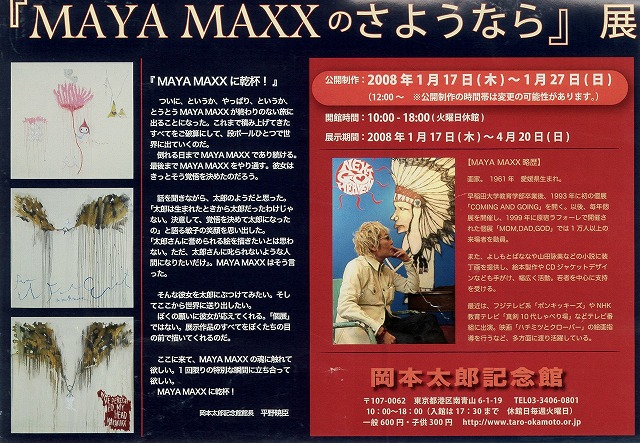 『MAYA MAXXのさようなら』展
『MAYA MAXXに乾杯!』
ついに、というか、やっぱり、というか、
とうとうMAYA MAXXが終わりのない旅に
出ることになった。これまで積み上げてきた
すべてをご破算にして、段ボールひとつで世
界に出ていくのだ。
倒れる日までMAYA MAXXであり続ける。
最後までMAYA MAXXをやり通す。彼女は
きっとそう覚悟を決めたのだろう。
話を聞きながら、太郎のようだと思った。
「太郎は生まれたときから太郎だったわけじゃ
ない。決意して、覚悟を決めて太郎になった
の」と語る敏子の笑顔を思い出した。
「太郎さんに誉められる絵を描きたいとは思わ
ない。ただ、太郎さんに叱られないような人
間になりたいだけ」。MAYA MAXXはそう言
った。
そんな彼女を太郎にぶつけてみたい。そし
てここから世界に送り出したい。
ぼくの願いに彼女が応えてくれる。「個展」
ではない。展示作品のすべてをぼくたちの目
の前で描いてくれるのだ。
ここに来て、MAYA MAXXの魂に触れて
欲しい。1回限りの特別な瞬間に立ち合って
欲しい。
MAYA MAXXに乾杯!
岡本太郎記念館館長 平野暁臣
公開制作:2008年1月17日(木)〜1月27日(日)
(12:00〜 ※公開制作の時間帯は変更の可能性があります。)
開館時間:10:00 - 18:00(火曜日休館)
展示期間:2008年1月17日(木)〜4月20日(日)
【MAYA MAXX 略歴】
画家。1961年 愛媛県生まれ。
早稲田大学教育学部卒業後、1993年に初の個展
「COMING AND GOING」を開く。以後、毎年個
展を開催し、1999年に原宿ラフォーレで開催され
た個展「MOM,DAD,GOD」では1万人以上の
来場者を動員。
また、よしもとばななや山田詠美などの小説に装
丁画を提供し、絵本製作やCDジャケットデザイ
ンなども手がけ、幅広く活動。若者を中心に支持
を受ける。
最近は、フジテレビ系「ポンキッキーズ」やNHK
教育テレビ「真剣10代しゃべり場」などテレビ番
組に出演。映画「ハチミツとクローバー」の絵画指
導を行うなど、多方面に渡り活躍している。
岡本太郎記念館
〒107-0062 東京都港区南青山6-1-19 TEL03-3406-0801
10:00〜18:00(入館は17:30まで 休館日毎週火曜日)
一般600円・子供300円 http://www.taro-okamoto.or.jp